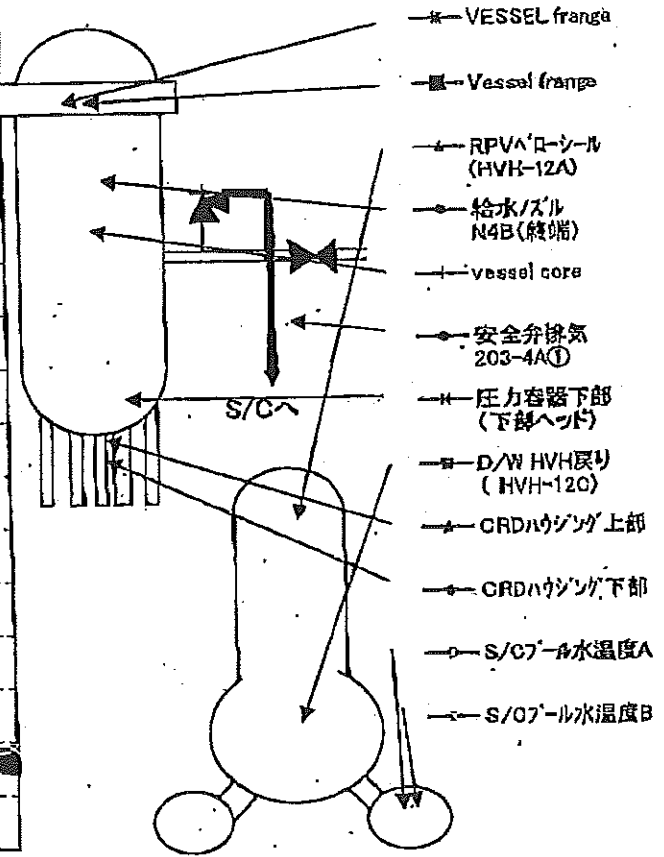 VESSEL franga
Vessel frange
RPVベローシール
(HVH-12A)
給水ノズル
N4B(終端)
vessel core
安全弁排気
203-4A①
圧力容器下部
(下部ヘッド)
D/W HVH戻り
(HVH-12C)
CRDハウジング上部
CRDハウジング下部
S/Cプール水温度A
S/Cプール水温度B
S/Cへ